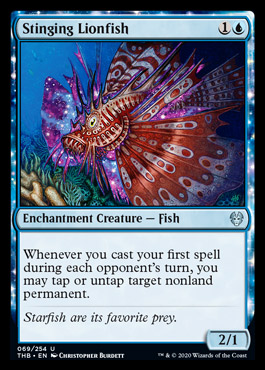 Stinging Lionfish 1
Enchantment Creature — Fish
Whenever you cast your first spell
during each opponent's turn, you
may tap or untap target nonland
permanent.
Starfish are its favorite prey.
2/1
069/254 U
THB • EN Christopher Burdett
™ & © 2020 Wizards of the Coast